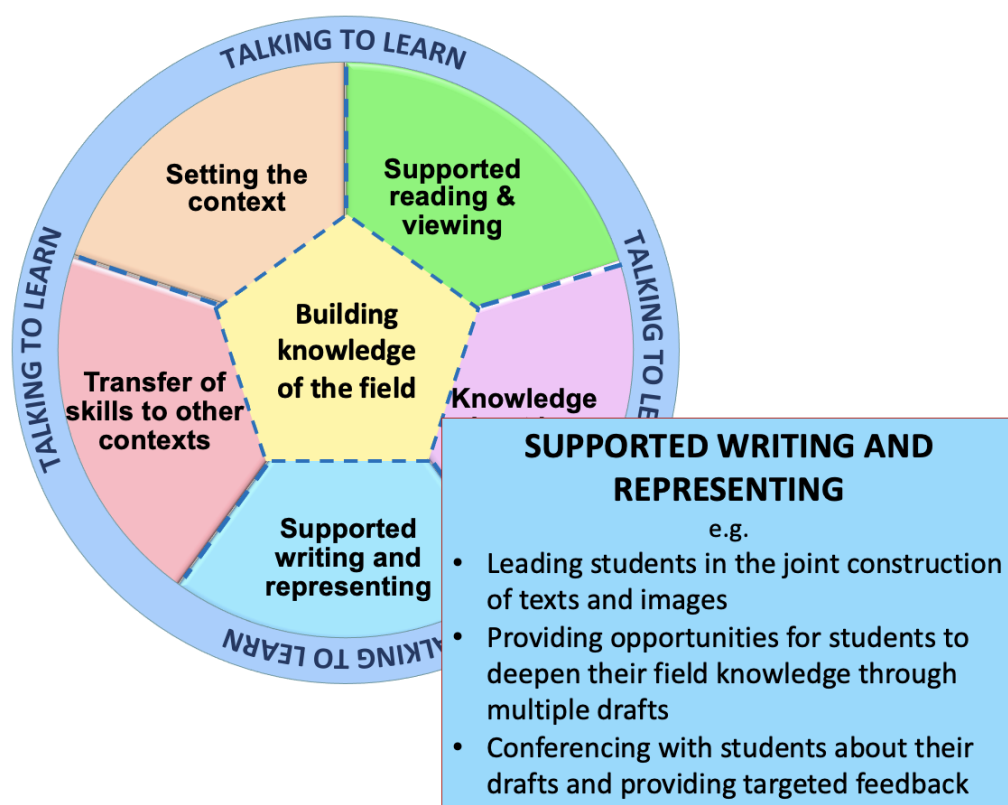 TALKING TO LEARN
Setting the
context
Supported
reading &
viewing
TALKING TO LEARN
TALKING TO
Building
knowledge
of the field
Knowledge
Transfer of
skills to other
contexts
TALKING TO LEARN
Supported
writing and
representing
TO LEARN
SUPPORTED WRITING AND
REPRESENTING
e.g.
• Leading students in the joint construction
of texts and images
• Providing opportunities for students to
deepen their field knowledge through
multiple drafts
• Conferencing with students about their
drafts and providing targeted feedback